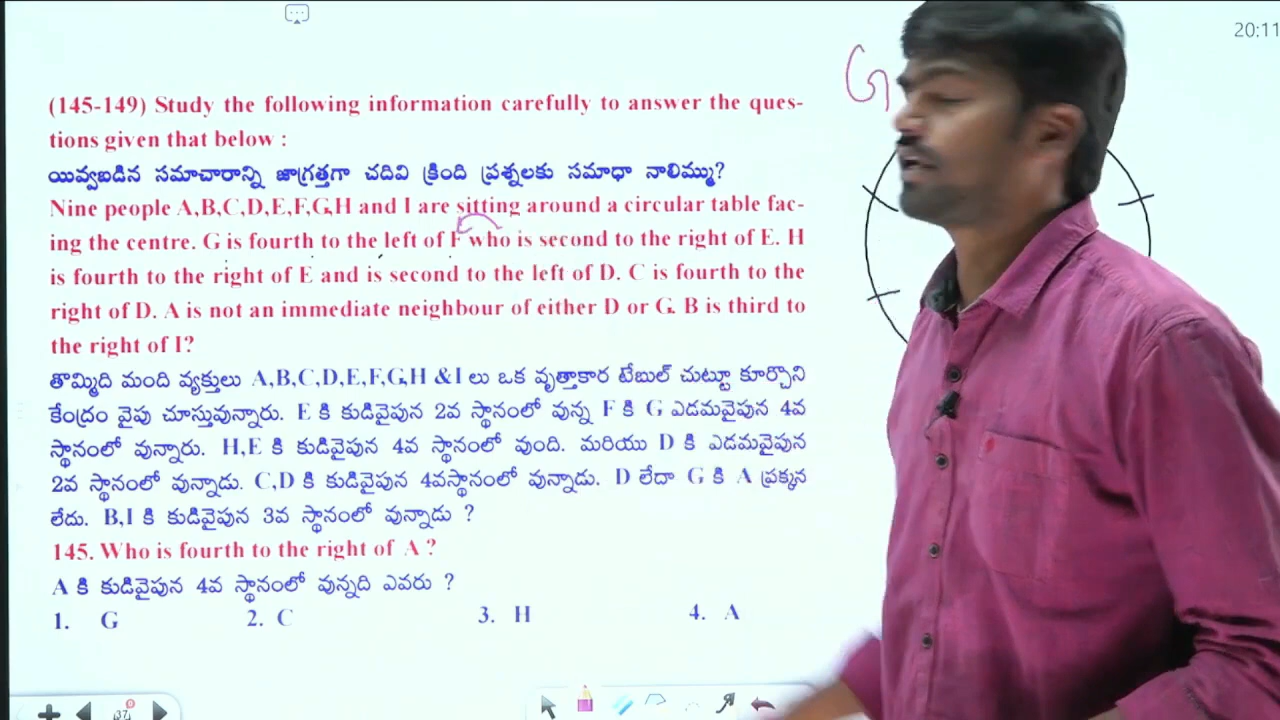 20:11
G
(145-149) Study the following information carefully to answer the ques-
tions given that below :
యివ్వబడిన సమాచారాన్ని జాగ్రత్తగా చదివి క్రింది ప్రశ్నలకు సమాధా నాలిమ్ము?
Nine people A,B,C,D,E,F,G,H and I are sitting around a circular table fac-
ing the centre. G is fourth to the left of F who is second to the right of E. H
is fourth to the right of E and is second to the left of D. C is fourth to the
right of D. A is not an immediate neighbour of either D or G. B is third to
the right of I?
తొమ్మిది మంది వ్యక్తులు A,B,C,D,E,F,G,H & I లు ఒక వృత్తాకార టేబుల్ చుట్టూ కూర్చొని
కేంద్రం వైపు చూస్తువున్నారు. E కి కుడివైపున 2వ స్థానంలో వున్న F కి G ఎడమవైపున 4వ
స్థానంలో వున్నారు. H,E కి కుడివైపున 4వ స్థానంలో వుంది. మరియు D కి ఎడమవైపున
2వ స్థానంలో వున్నాడు. C,D కి కుడివైపున 4వస్థానంలో వున్నాడు. D లేదా G కి A ప్రక్కన
లేదు. B,I కి కుడివైపున 3వ స్థానంలో వున్నాడు ?
145. Who is fourth to the right of A ?
A కి కుడివైపున 4వ స్థానంలో వున్నది ఎవరు ?
1. G 2. C 3. H 4. A
37